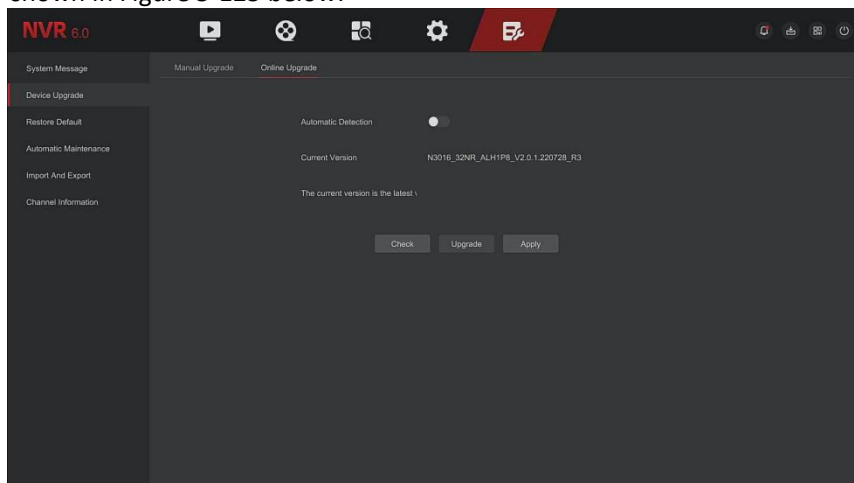 shown in Figure 5-115 below.
NVR 6.0
System Message
Manual Upgrade Online Upgrade
Device Upgrade
Restore Default
Automatic Detection
Automatic Maintenance
Current Version N3016_32NR_ALH1P8_V2.0.1.220728_R3
Import And Export
The current version is the latest
Channel Information
Check Upgrade Apply